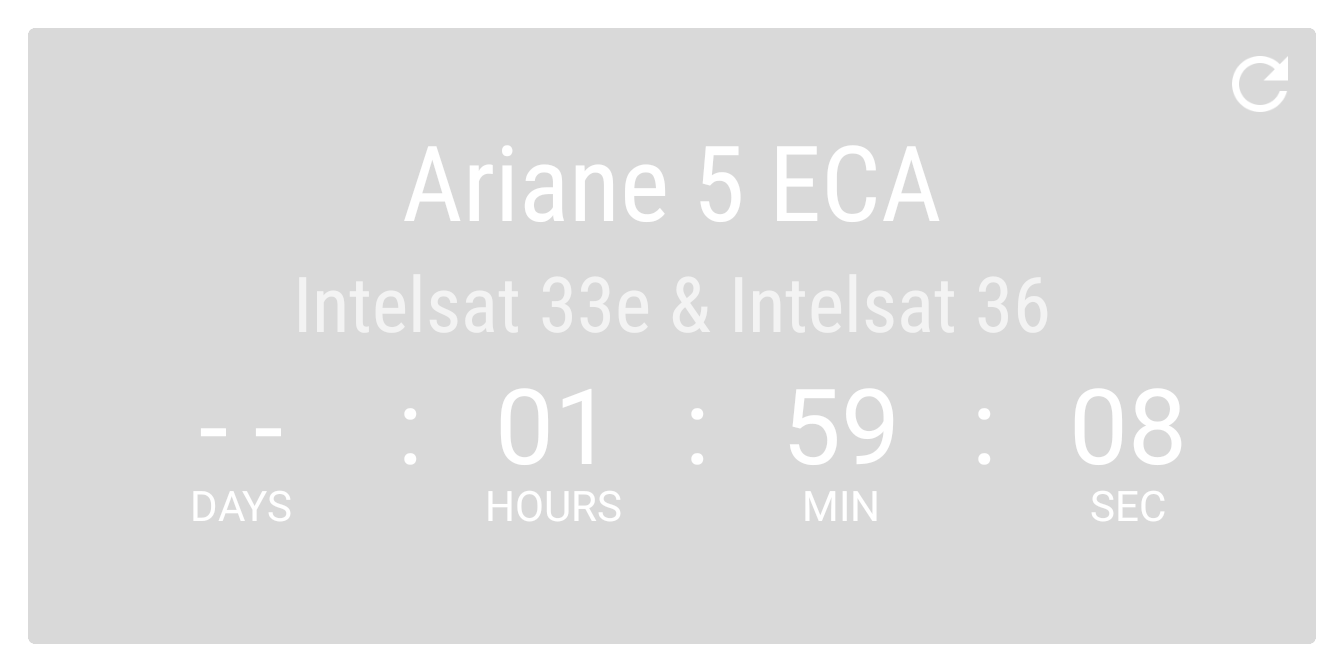 Ariane 5 ECA
Intelsat 33e & Intelsat 36
-- : 01 : 59 : 08
DAYS HOURS MIN SEC